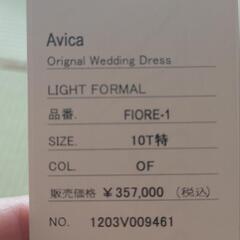 Avica
Orignal Wedding Dress
LIGHT FORMAL
品番. FIORE-1
SIZE. 10T特
COL. OF
販売価格 ￥357,000 (税込)
NO. 1203V009461